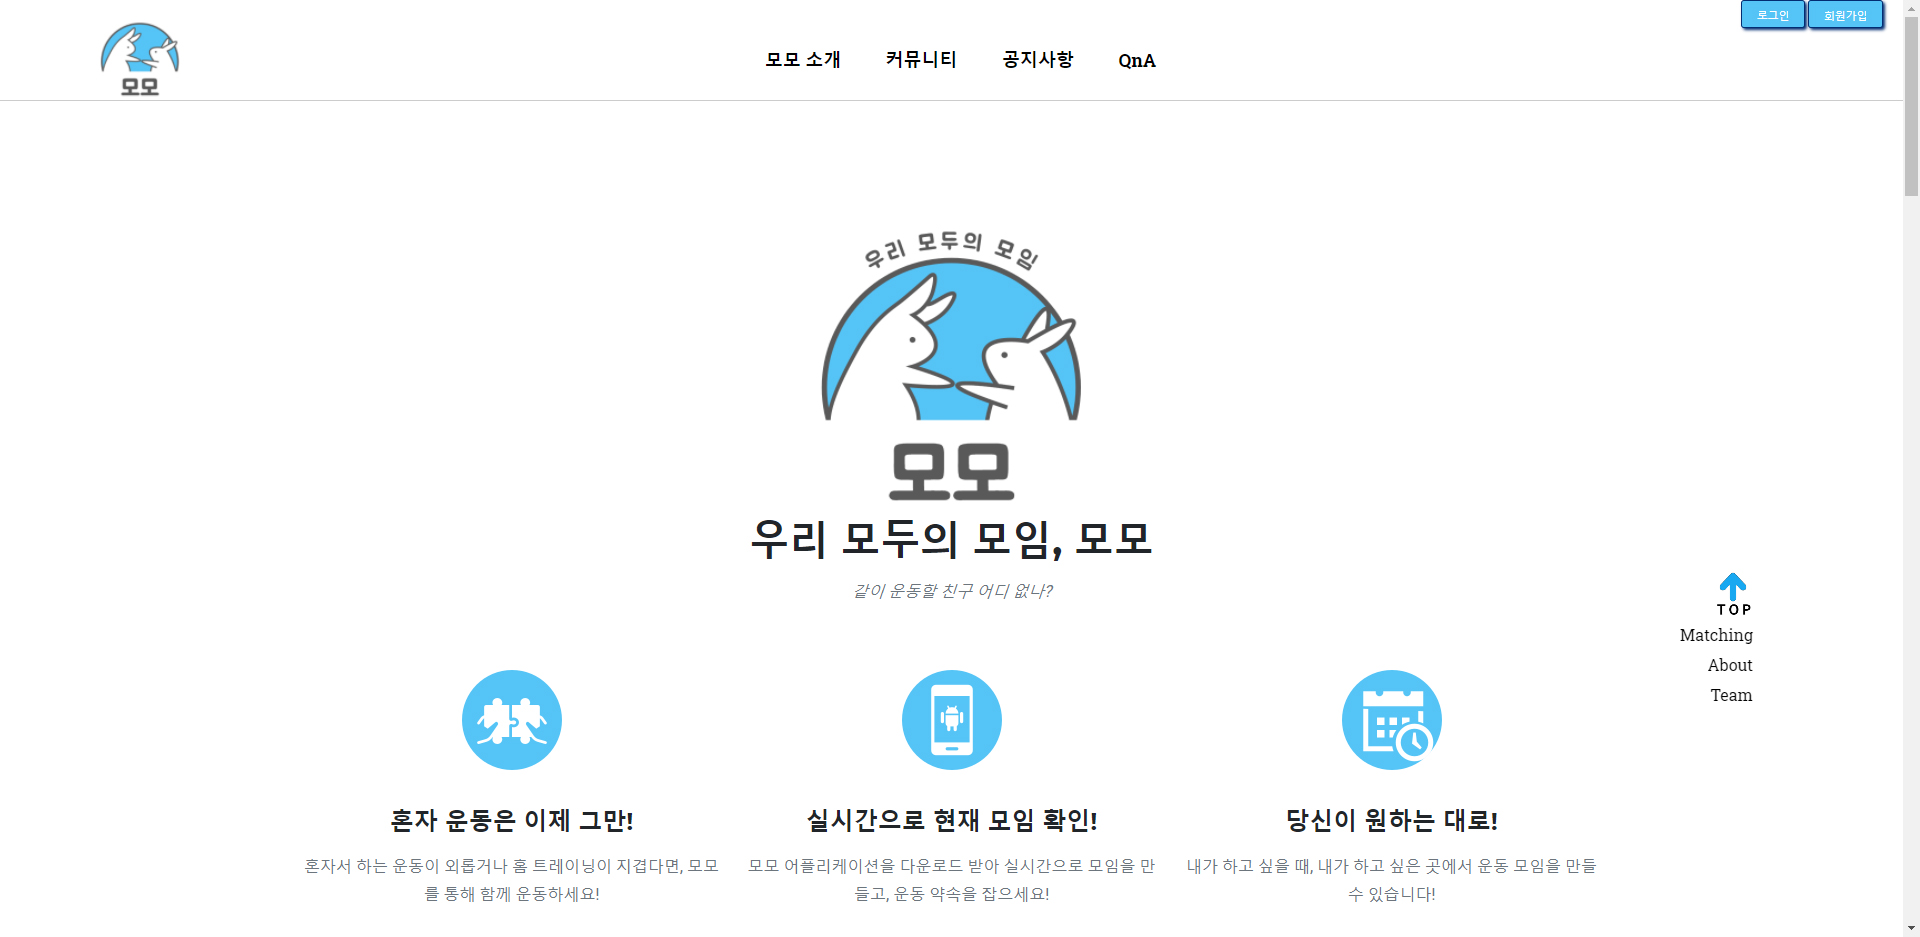 로그인 회원가입
모모
모모 소개 커뮤니티 공지사항 QnA
우리 모두의 모임
모모
우리 모두의 모임, 모모
같이 운동할 친구 어디 없나?
TOP
Matching
About
Team
혼자 운동은 이제 그만!
혼자서 하는 운동이 외롭거나 홈 트레이닝이 지겹다면, 모모
를 통해 함께 운동하세요!
실시간으로 현재 모임 확인!
모모 어플리케이션을 다운로드 받아 실시간으로 모임을 만
들고, 운동 약속을 잡으세요!
당신이 원하는 대로!
내가 하고 싶을 때, 내가 하고 싶은 곳에서 운동 모임을 만들
수 있습니다!